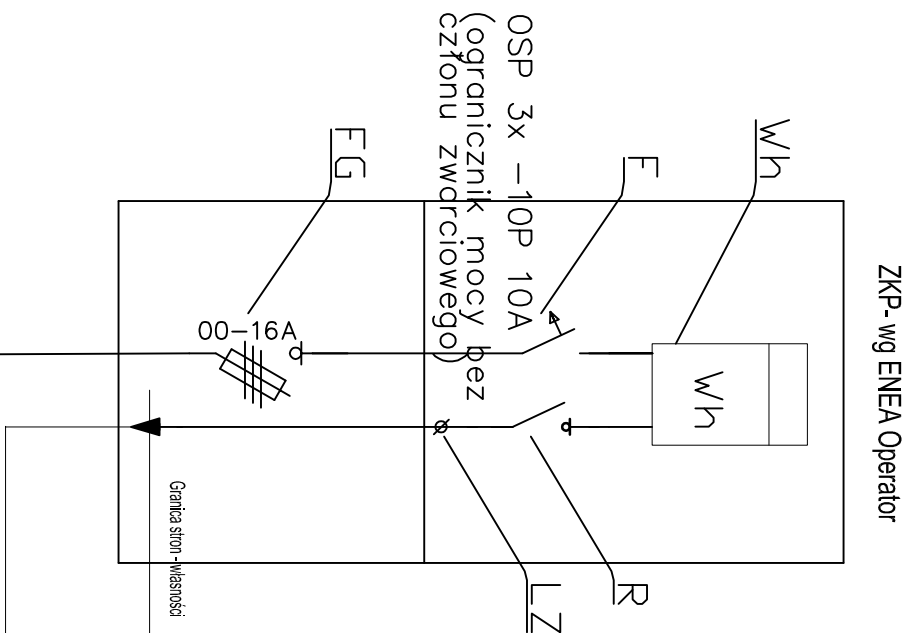 ZKP- wg ENEA Operator
Wh
Wh
F
OSP 3x -10P 10A
(ogranicznik mocy bez
członu zwarciowego)
FG
00-16A
R
LZ
Granica stron - własności